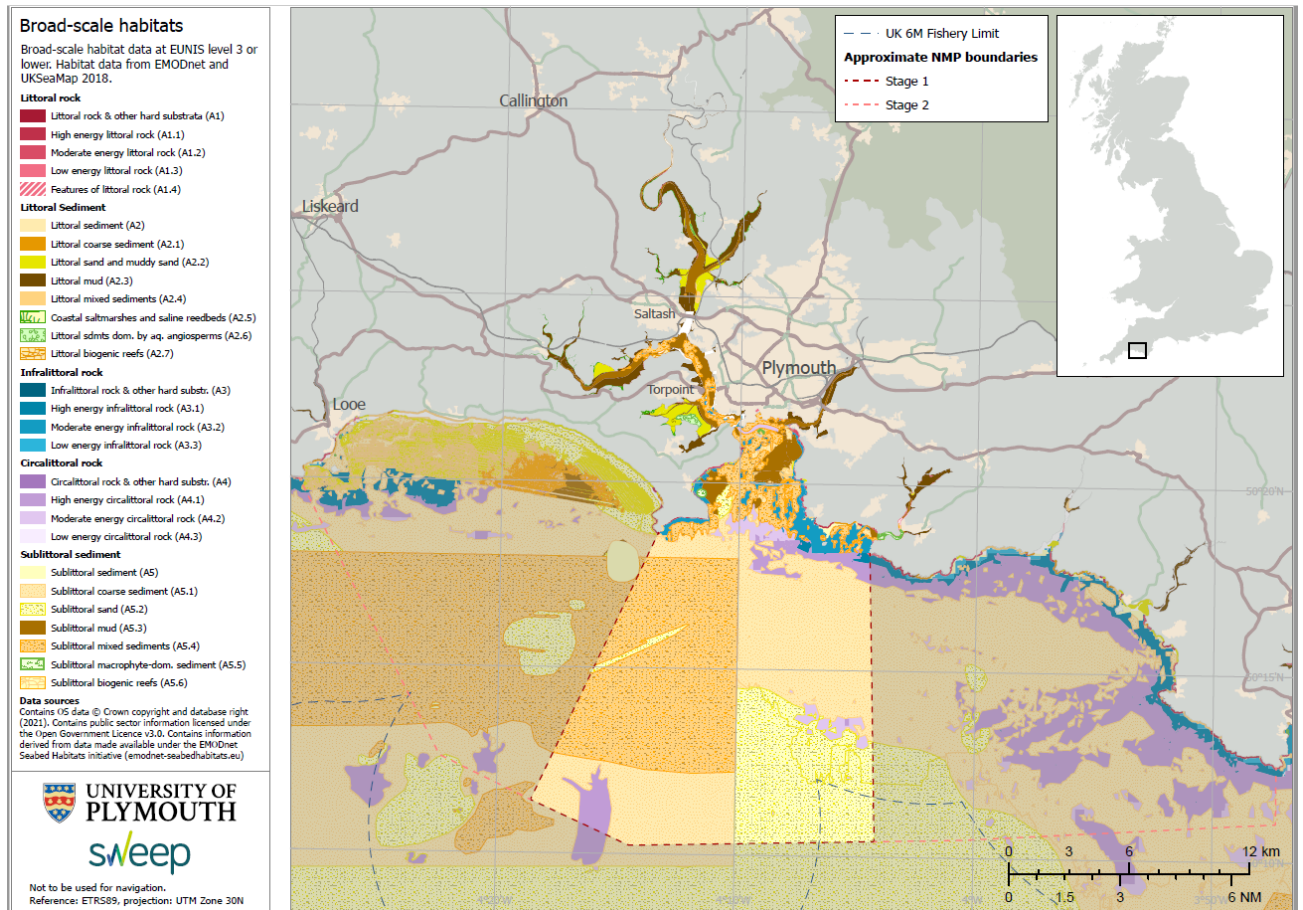 Broad-scale habitats
Broad-scale habitat data at EUNIS level 3 or
lower. Habitat data from EMODnet and
UKSeaMap 2018.
Littoral rock
Littoral rock & other hard substrata (A1)
High energy littoral rock (A1.1)
Moderate energy littoral rock (A1.2)
Low energy littoral rock (A1.3)
Features of littoral rock (A1.4)
Littoral Sediment
Littoral sediment (A2)
Littoral coarse sediment (A2.1)
Littoral sand and muddy sand (A2.2)
Littoral mud (A2.3)
Littoral mixed sediments (A2.4)
Coastal saltmarshes and saline reedbeds (A2.5)
Littoral sdmts dom. by aq. angiosperms (A2.6)
Littoral biogenic reefs (A2.7)
Infralittoral rock
Infralittoral rock & other hard substr. (A3)
High energy infralittoral rock (A3.1)
Moderate energy infralittoral rock (A3.2)
Low energy infralittoral rock (A3.3)
Circalittoral rock
Circalittoral rock & other hard substr. (A4)
High energy circalittoral rock (A4.1)
Moderate energy circalittoral rock (A4.2)
Low energy circalittoral rock (A4.3)
Sublittoral sediment
Sublittoral sediment (A5)
Sublittoral coarse sediment (A5.1)
Sublittoral sand (A5.2)
Sublittoral mud (A5.3)
Sublittoral mixed sediments (A5.4)
Sublittoral macrophyte-dom. sediment (A5.5)
Sublittoral biogenic reefs (A5.6)
Data sources
Contains OS data © Crown copyright and database right
(2021). Contains public sector information licensed under
the Open Government Licence v3.0. Contains information
derived from data made available under the EMODnet
Seabed Habitats initiative (emodnet-seabedhabitats.eu)
UNIVERSITY OF
PLYMOUTH
sweep
Not to be used for navigation.
Reference: ETRS89, projection: UTM Zone 30N
UK 6M Fishery Limit
Approximate NMP boundaries
Stage 1
Stage 2
Callington
Liskeard
Saltash
Plymouth
Torpoint
Looe
50°20'N
50°15'N
4°10'W
3°50'W
0 3 6 12 km
0 1.5 3 6 NM